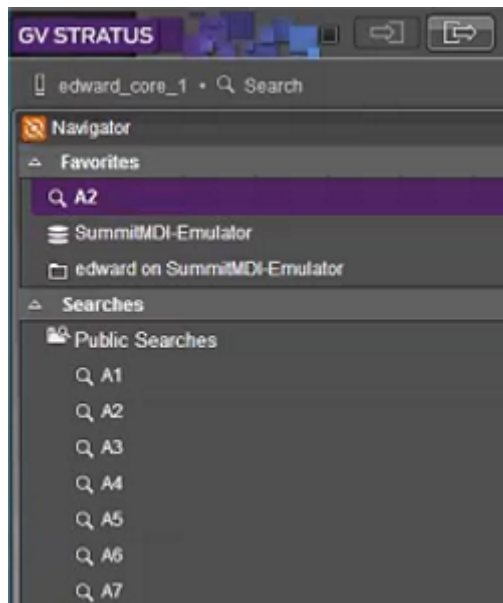 GV STRATUS
edward_core_1 • Search
Navigator
Favorites
A2
SummitMDI-Emulator
edward on SummitMDI-Emulator
Searches
Public Searches
A1
A2
A3
A4
A5
A6
A7